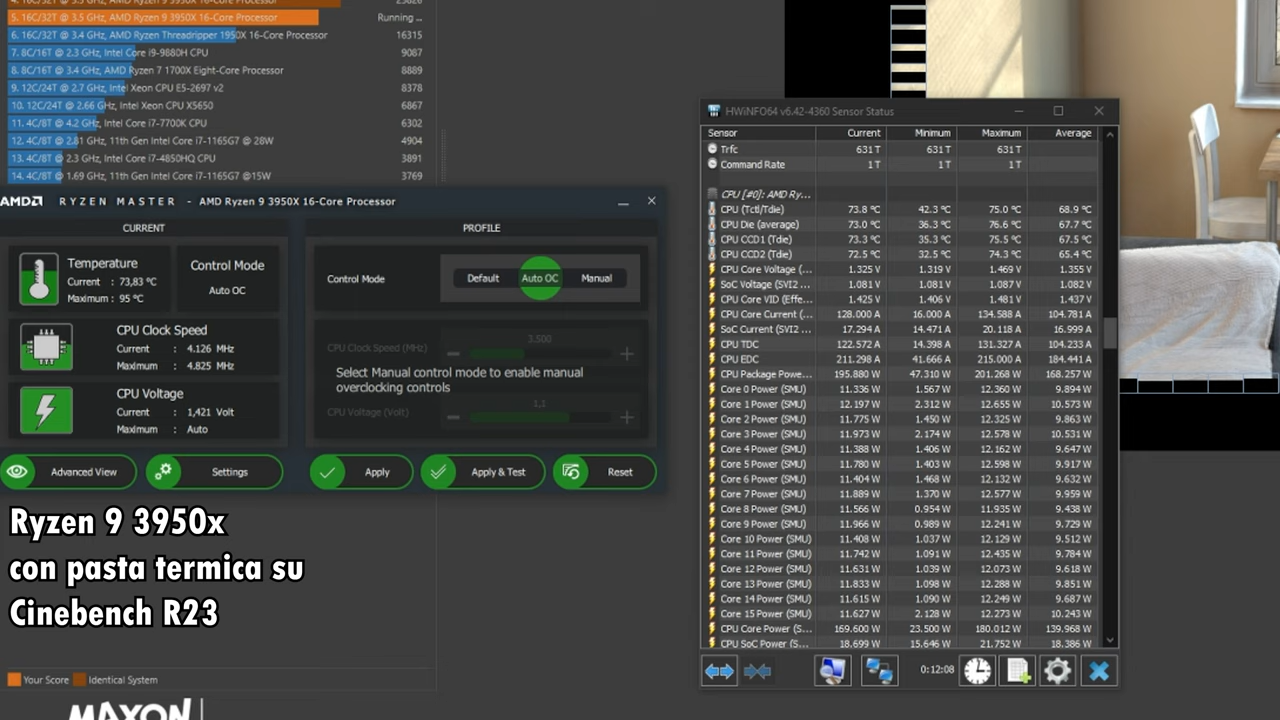 4. 16C/32T @ 3.5 GHz, AMD Ryzen 9 3950X 16-Core Processor
5. 16C/32T @ 3.5 GHz, AMD Ryzen 9 3950X 16-Core Processor Running ...
6. 16C/32T @ 3.4 GHz, AMD Ryzen Threadripper 1950X 16-Core Processor 16315
7. 8C/16T @ 2.3 GHz, Intel Core i9-9880H CPU 9087
8. 8C/16T @ 3.4 GHz, AMD Ryzen 7 1700X Eight-Core Processor 8889
9. 12C/24T @ 2.7 GHz, Intel Xeon CPU E5-2697 v2 8378
10. 12C/24T @ 2.66 GHz, Intel Xeon CPU X5650 6867
11. 4C/8T @ 4.2 GHz, Intel Core i7-7700K CPU 6302
12. 4C/8T @ 2.81 GHz, 11th Gen Intel Core i7-1165G7 @ 28W 4904
13. 4C/8T @ 2.3 GHz, Intel Core i7-4850HQ CPU 3891
14. 4C/8T @ 1.69 GHz, 11th Gen Intel Core i7-1165G7 @15W 3769
AMD RYZEN MASTER - AMD Ryzen 9 3950X 16-Core Processor
CURRENT
Temperature
Current : 73,83 °C
Maximum : 95 °C
Control Mode
Auto OC
CPU Clock Speed
Current : 4.126 MHz
Maximum : 4.825 MHz
CPU Voltage
Current : 1,421 Volt
Maximum : Auto
Advanced View
Settings
PROFILE
Control Mode
Default
Auto OC
Manual
3.500
CPU Clock Speed (MHz)
Select Manual control mode to enable manual
overclocking controls
1,1
CPU Voltage (Volt)
Apply
Apply & Test
Reset
Ryzen 9 3950x
con pasta termica su
Cinebench R23
Your Score Identical System
MAXON
HWiNFO64 v6.42-4360 Sensor Status
Sensor Current Minimum Maximum Average
Trfc 631 T 631 T 631 T
Command Rate 1 T 1 T 1 T
CPU [#0]: AMD Ry...
CPU (Tctl/Tdie) 73.8 °C 42.3 °C 75.0 °C 68.9 °C
CPU Die (average) 73.0 °C 36.3 °C 76.6 °C 67.7 °C
CPU CCD1 (Tdie) 73.3 °C 35.5 °C 75.5 °C 67.5 °C
CPU CCD2 (Tdie) 72.5 °C 32.5 °C 74.3 °C 65.4 °C
CPU Core Voltage (... 1.325 V 1.319 V 1.469 V 1.355 V
SoC Voltage (SVI2 ... 1.081 V 1.081 V 1.087 V 1.082 V
CPU Core VID (Effe... 1.425 V 1.406 V 1.481 V 1.437 V
CPU Core Current (... 128.000 A 16.000 A 134.588 A 104.781 A
SoC Current (SVI2 ... 17.294 A 14.471 A 20.118 A 16.999 A
CPU TDC 122.572 A 14.398 A 131.327 A 104.233 A
CPU EDC 211.298 A 41.666 A 215.000 A 184.441 A
CPU Package Powe... 195.880 W 47.310 W 201.268 W 168.257 W
Core 0 Power (SMU) 11.336 W 1.567 W 12.360 W 9.894 W
Core 1 Power (SMU) 12.197 W 2.312 W 12.655 W 10.573 W
Core 2 Power (SMU) 11.775 W 1.450 W 12.325 W 9.863 W
Core 3 Power (SMU) 11.973 W 2.174 W 12.578 W 10.531 W
Core 4 Power (SMU) 11.388 W 1.406 W 12.162 W 9.647 W
Core 5 Power (SMU) 11.780 W 1.403 W 12.598 W 9.917 W
Core 6 Power (SMU) 11.404 W 1.468 W 12.132 W 9.632 W
Core 7 Power (SMU) 11.889 W 1.370 W 12.577 W 9.959 W
Core 8 Power (SMU) 11.566 W 0.954 W 11.935 W 9.438 W
Core 9 Power (SMU) 11.966 W 0.989 W 12.241 W 9.729 W
Core 10 Power (SMU) 11.408 W 1.037 W 12.129 W 9.512 W
Core 11 Power (SMU) 11.742 W 1.091 W 12.435 W 9.784 W
Core 12 Power (SMU) 11.631 W 1.039 W 12.073 W 9.618 W
Core 13 Power (SMU) 11.833 W 1.098 W 12.288 W 9.851 W
Core 14 Power (SMU) 11.615 W 1.090 W 12.249 W 9.687 W
Core 15 Power (SMU) 11.627 W 2.128 W 12.273 W 10.243 W
CPU Core Power (S... 169.600 W 23.500 W 180.012 W 139.968 W
CPU SoC Power (S... 18.699 W 15.646 W 21.752 W 18.386 W
0:12:08